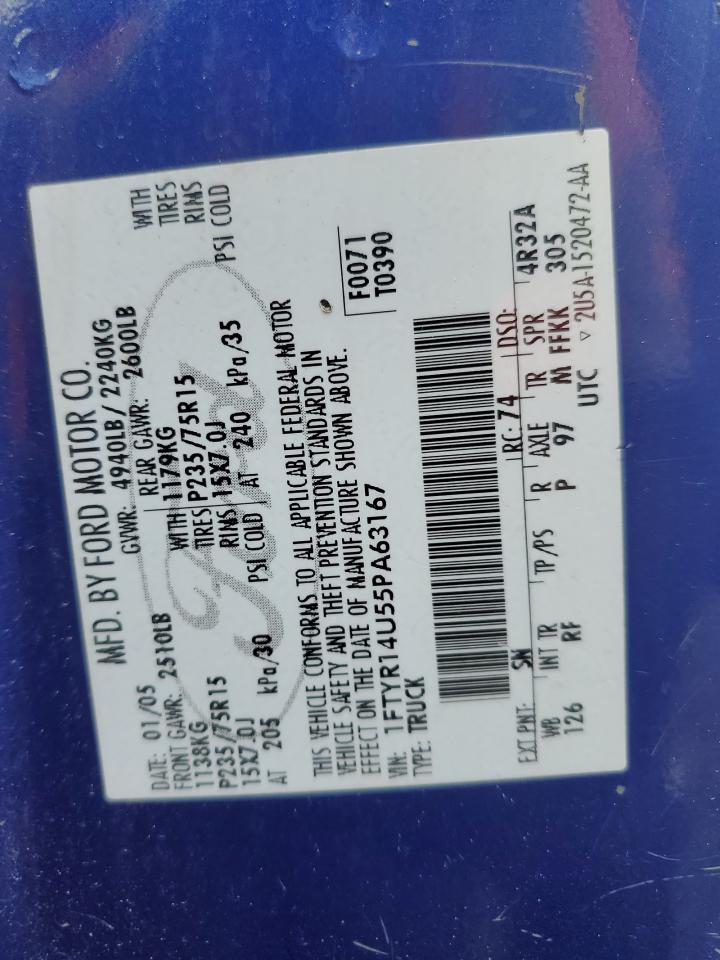 MFD. BY FORD MOTOR CO.
DATE: 01/05 GVWR: 4940LB/ 2240KG
FRONT GAWR: 2510LB REAR GAWR: 2600LB
1138KG WITH 1179KG WITH
P235/75R15 TIRES P235/75R15 TIRES
15X7.0J RIMS 15X7.0J RIMS
AT 205 kPa/30 PSI COLD AT 240 kPa/35 PSI COLD
Ford
THIS VEHICLE CONFORMS TO ALL APPLICABLE FEDERAL MOTOR
VEHICLE SAFETY AND THEFT PREVENTION STANDARDS IN
EFFECT ON THE DATE OF MANUFACTURE SHOWN ABOVE.
F0071
T0390
VIN: 1FTYR14U55PA63167
TYPE: TRUCK
EXT PNT: SN RC: 74 DSO:
WB INT TR TP/PS R AXLE TR SPR 4R32A
126 RF P 97 M FFKK 305
UTC ▽ 2U5A-1520472-AA